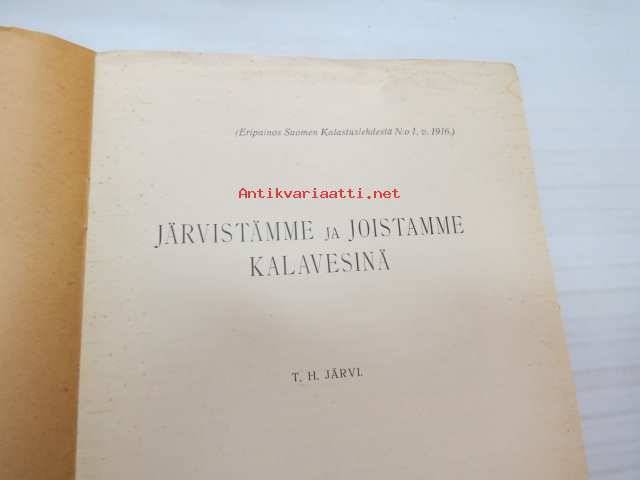 (Eripainos Suomen Kalastuslehdestä N:o 1, v. 1916.)
Antikvariaatti.net
JÄRVISTÄMME JA JOISTAMME
KALAVESINÄ
T. H. JÄRVI.